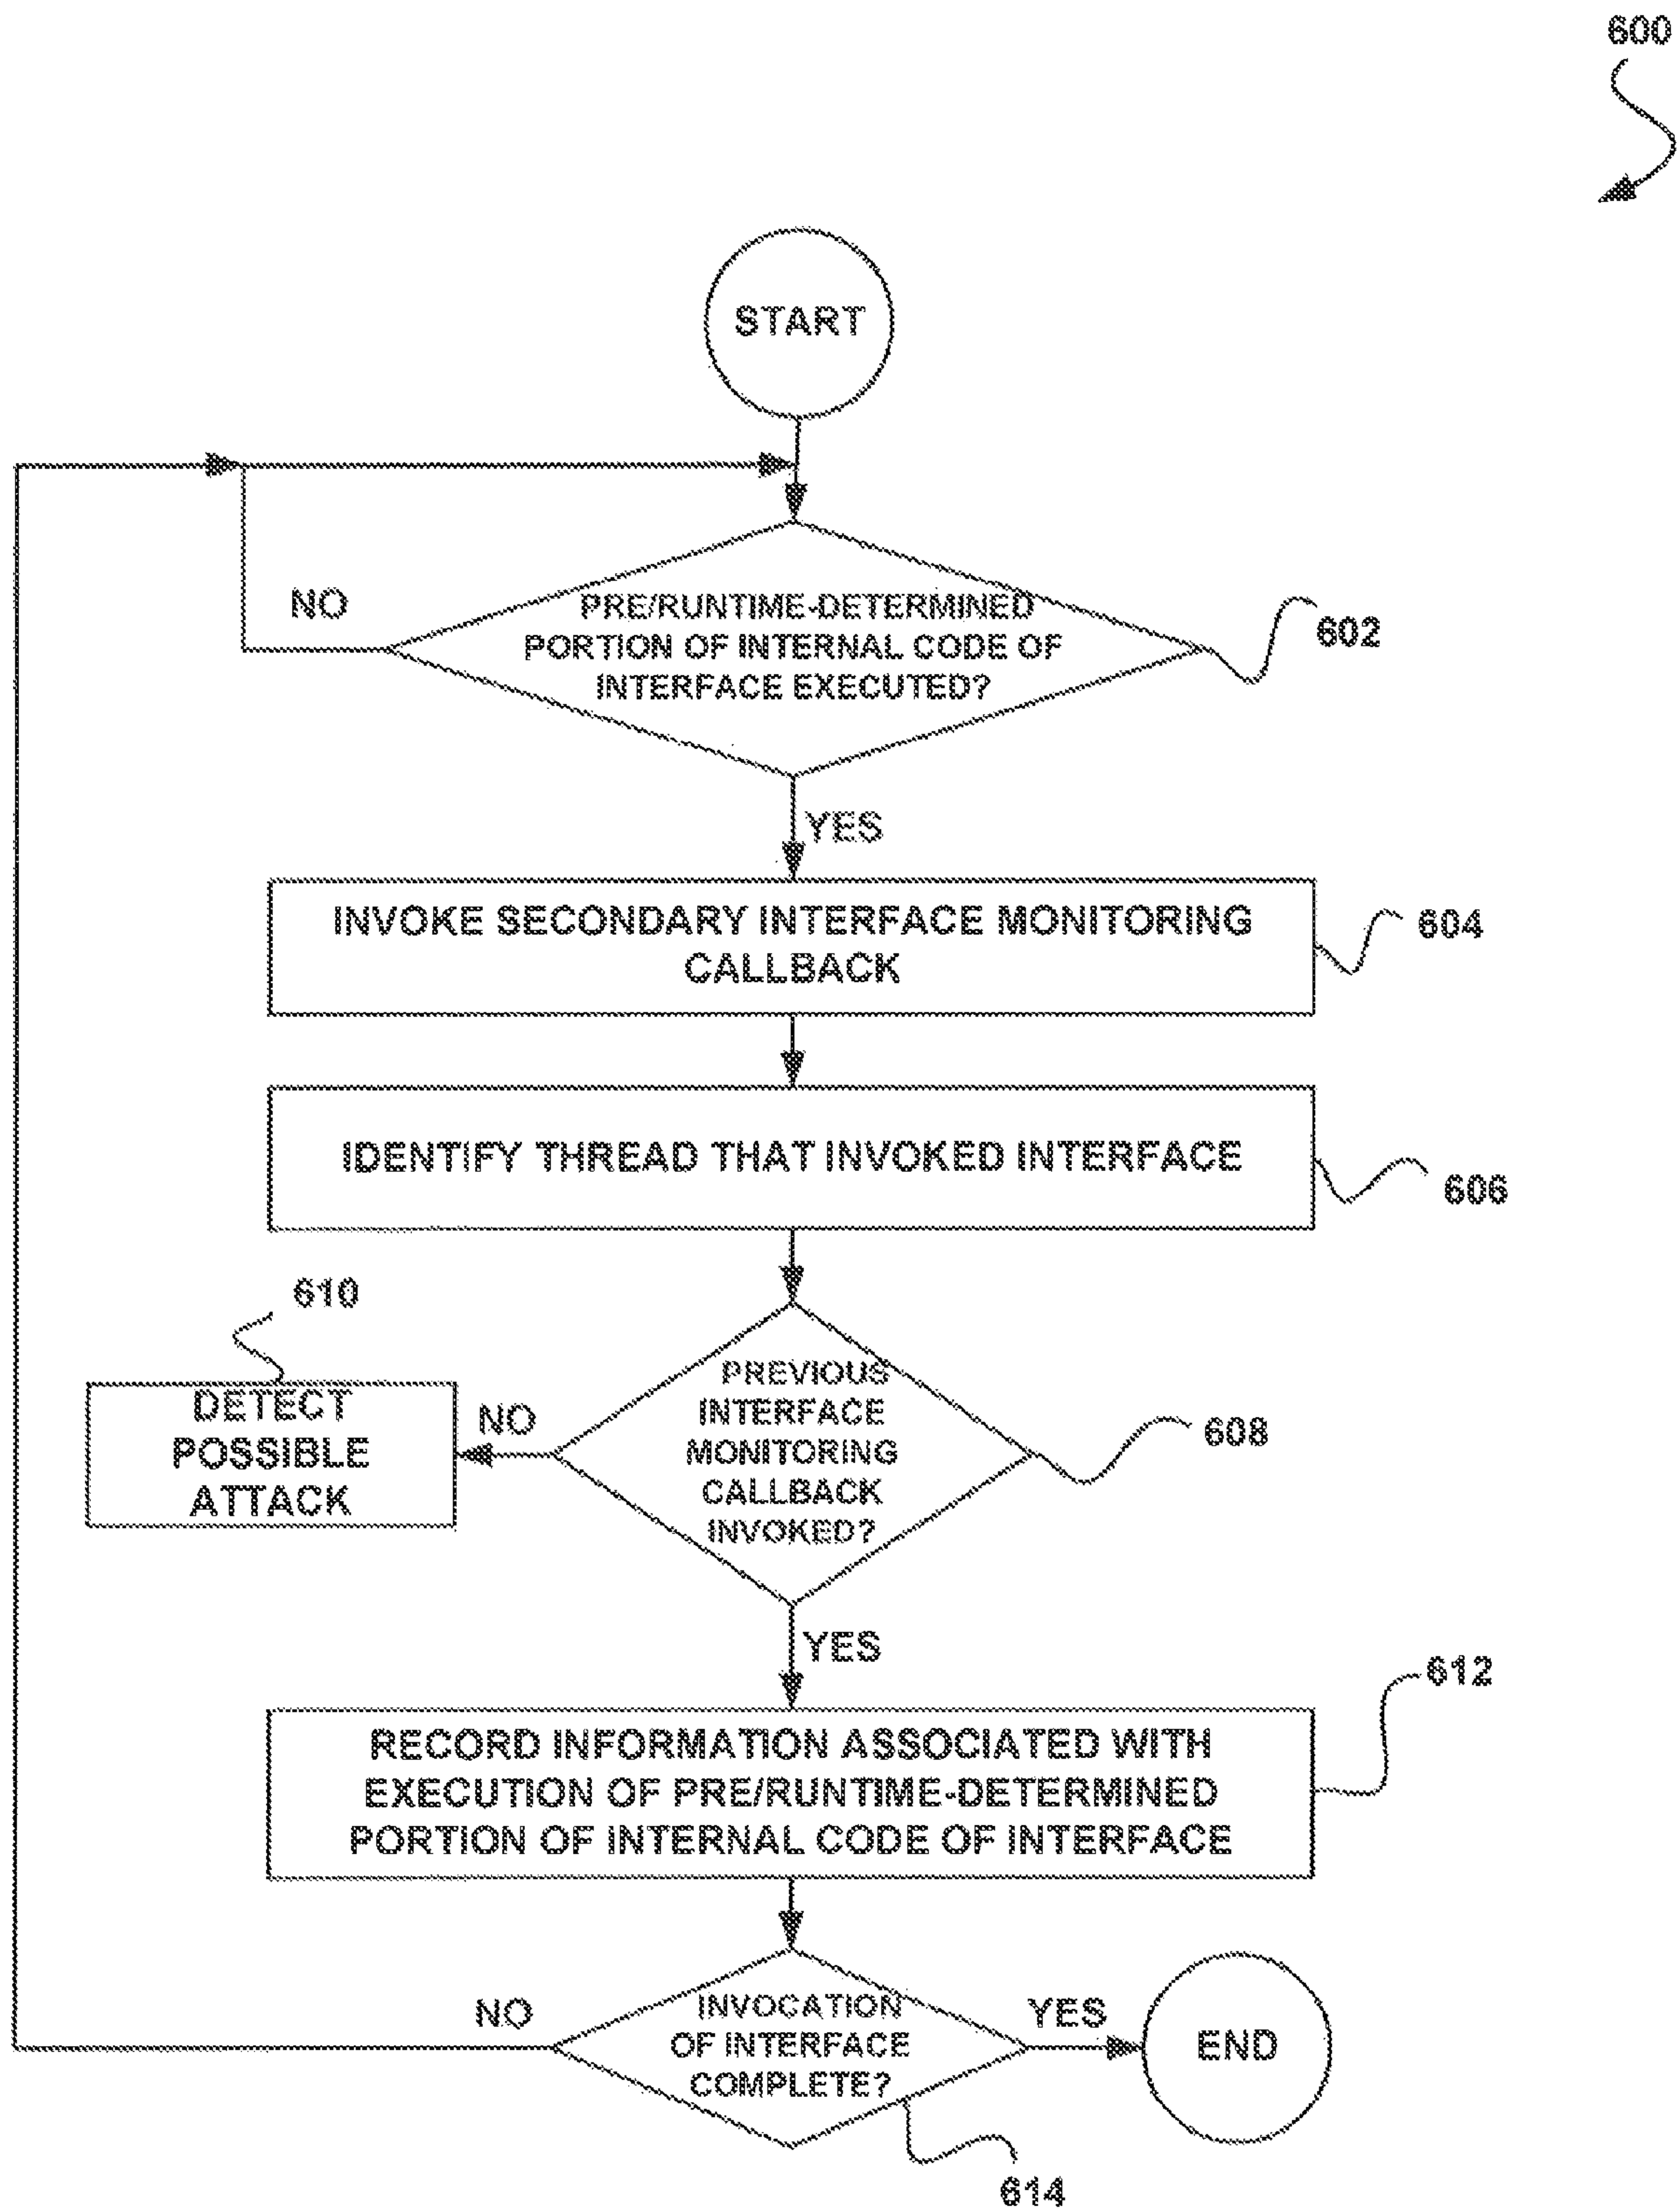 600
START
NO
PRE/RUNTIME-DETERMINED
PORTION OF INTERNAL CODE OF
INTERFACE EXECUTED?
602
YES
INVOKE SECONDARY INTERFACE MONITORING
CALLBACK
604
IDENTIFY THREAD THAT INVOKED INTERFACE
606
610
DETECT
POSSIBLE
ATTACK
NO
PREVIOUS
INTERFACE
MONITORING
CALLBACK
INVOKED?
608
YES
612
RECORD INFORMATION ASSOCIATED WITH
EXECUTION OF PRE/RUNTIME-DETERMINED
PORTION OF INTERNAL CODE OF INTERFACE
NO
INVOCATION
OF INTERFACE
COMPLETE?
YES
END
614